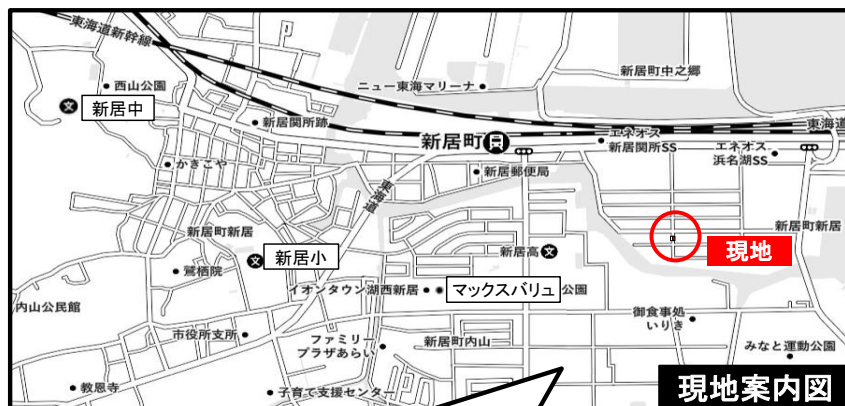 東海道新幹線
西山公園
新居中
ニュー東海マリーナ
新居町中之郷
新居関所跡
新居町
エネオス
新居関所SS
東海道
エネオス
浜名湖SS
かきこや
新居郵便局
東海道
新居町新居
新居高
現地
新居町新居
新居小
鷲栖院
イオンタウン湖西新居
マックスバリュ
公園
内山公民館
市役所支所
ファミリー
プラザあらい
新居町内山
御食事処
いりき
みなと運動公園
教恩寺
子育て支援センター
現地案内図